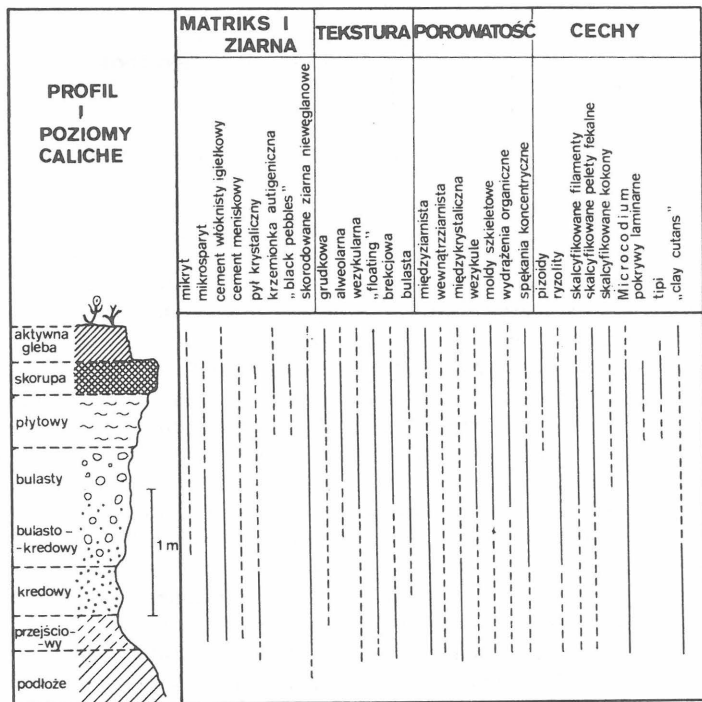 PROFIL
I
POZIOMY
CALICHE
MATRIKS I
ZIARNA
TEKSTURA
POROWATOŚĆ
CECHY
mikryt
mikrosparyt
cement włóknisty igiełkowy
cement meniskowy
pył krystaliczny
krzemionka autigeniczna
„black pebbles”
skorodowane ziarna niewęglanowe
grudkowa
alweolarna
wezykularna
„floating”
brekcjowa
bulasta
międzyziarnista
wewnątrzziarnista
międzykrystaliczna
wezykule
moldy szkieletowe
wydrążenia organiczne
spękania koncentryczne
pizoidy
ryzolity
skalcyfikowane filamenty
skalcyfikowane pelety fekalne
skalcyfikowane kokony
Microcodium
pokrywy laminarne
tipi
„clay cutans”
aktywna
gleba
skorupa
płytowy
bulasty
bulasto-
-kredowy
1 m
kredowy
przejścio-
-wy
podłoże